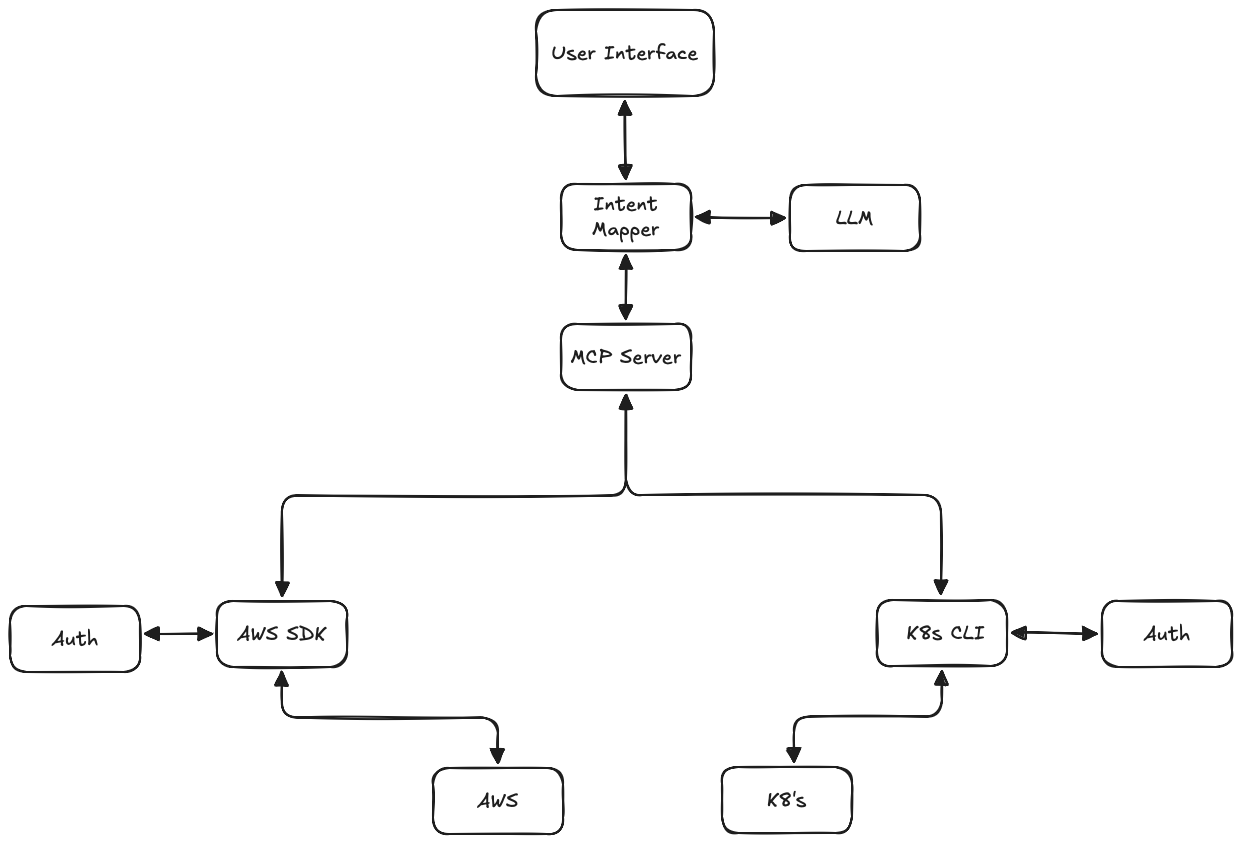 User Interface
Intent
Mapper
LLM
MCP Server
Auth
AWS SDK
K8s CLI
Auth
AWS
K8's